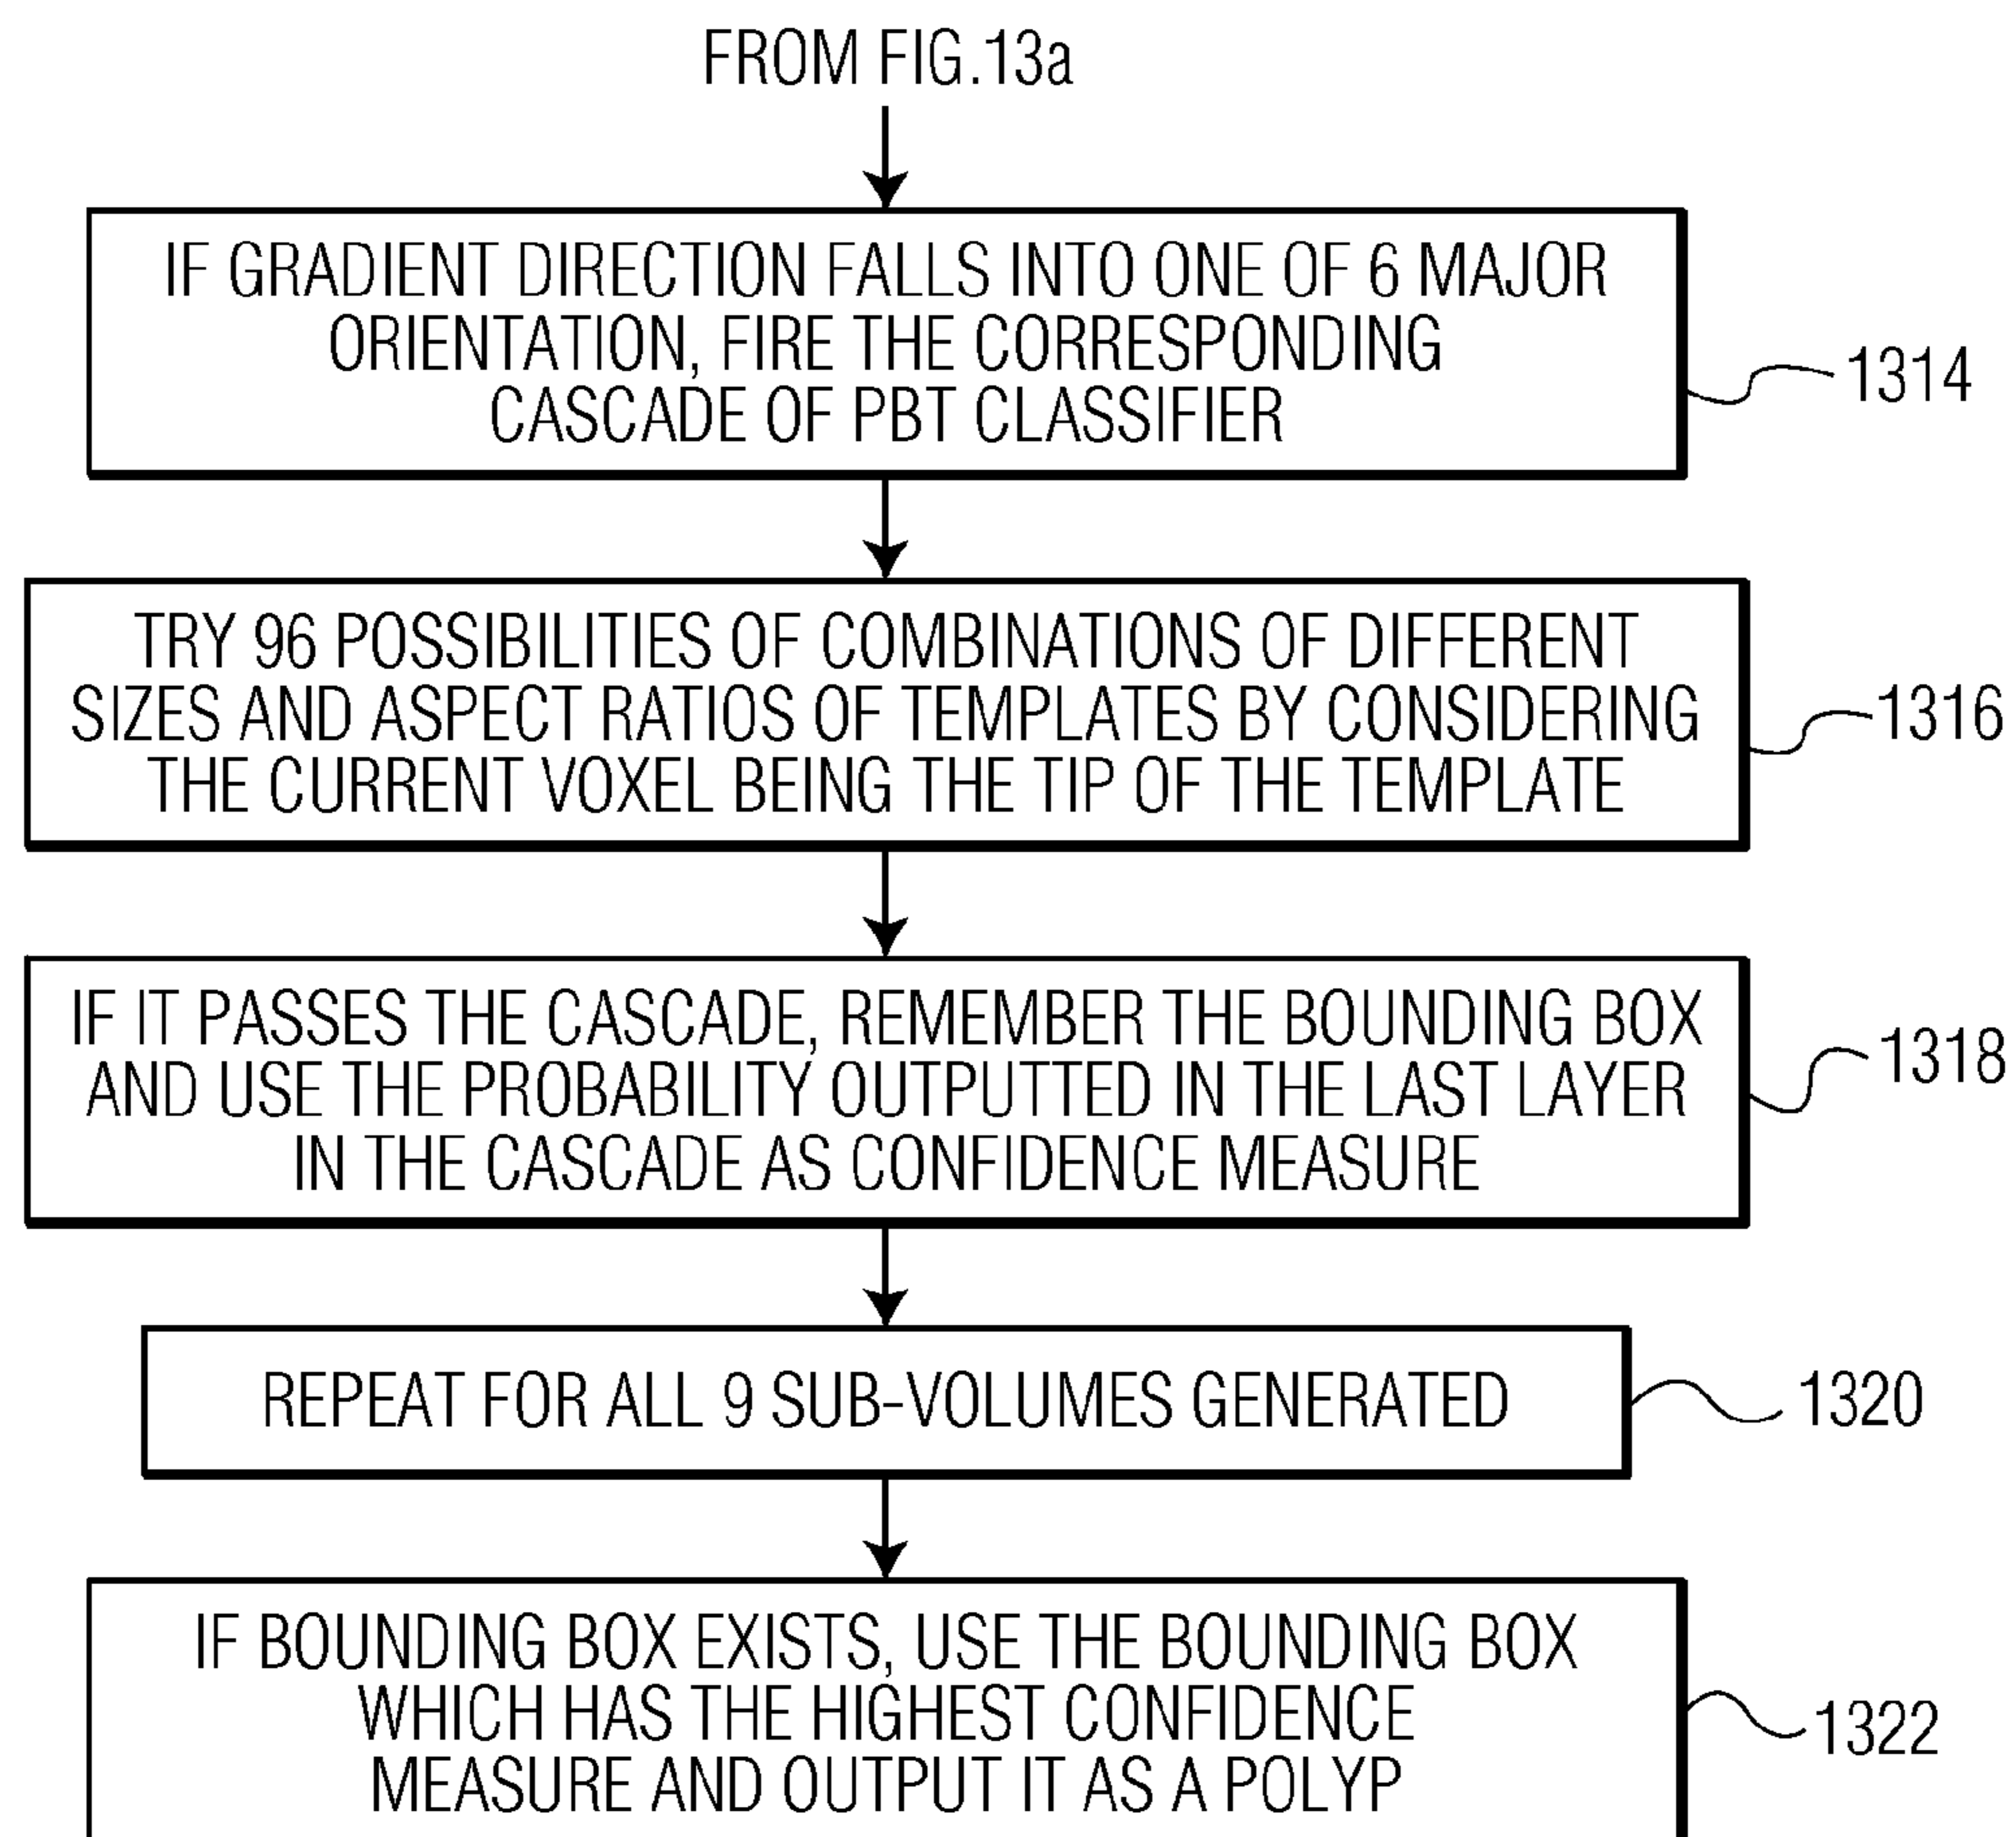 FROM FIG.13a
IF GRADIENT DIRECTION FALLS INTO ONE OF 6 MAJOR
ORIENTATION, FIRE THE CORRESPONDING
CASCADE OF PBT CLASSIFIER
1314
TRY 96 POSSIBILITIES OF COMBINATIONS OF DIFFERENT
SIZES AND ASPECT RATIOS OF TEMPLATES BY CONSIDERING
THE CURRENT VOXEL BEING THE TIP OF THE TEMPLATE
1316
IF IT PASSES THE CASCADE, REMEMBER THE BOUNDING BOX
AND USE THE PROBABILITY OUTPUTTED IN THE LAST LAYER
IN THE CASCADE AS CONFIDENCE MEASURE
1318
REPEAT FOR ALL 9 SUB-VOLUMES GENERATED
1320
IF BOUNDING BOX EXISTS, USE THE BOUNDING BOX
WHICH HAS THE HIGHEST CONFIDENCE
MEASURE AND OUTPUT IT AS A POLYP
1322